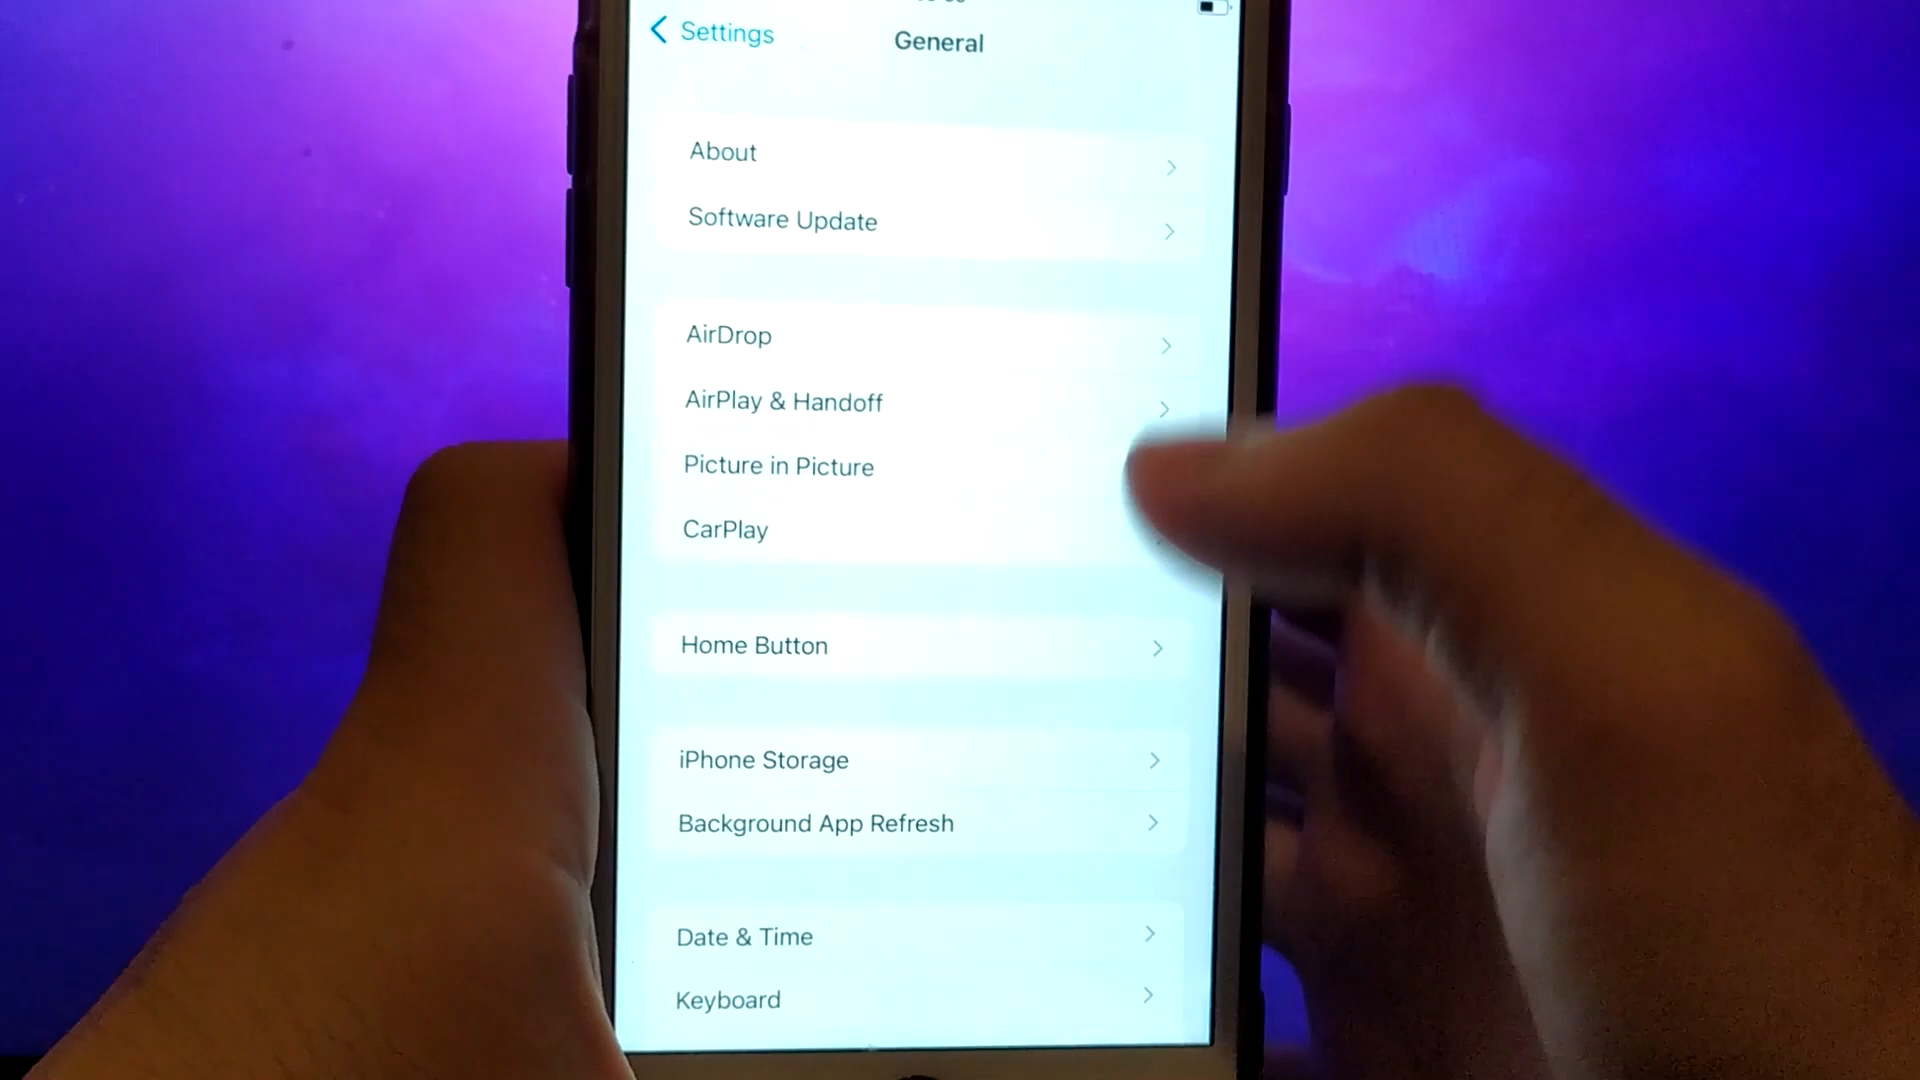 Settings
General
About
Software Update
AirDrop
AirPlay & Handoff
Picture in Picture
CarPlay
Home Button
iPhone Storage
Background App Refresh
Date & Time
Keyboard